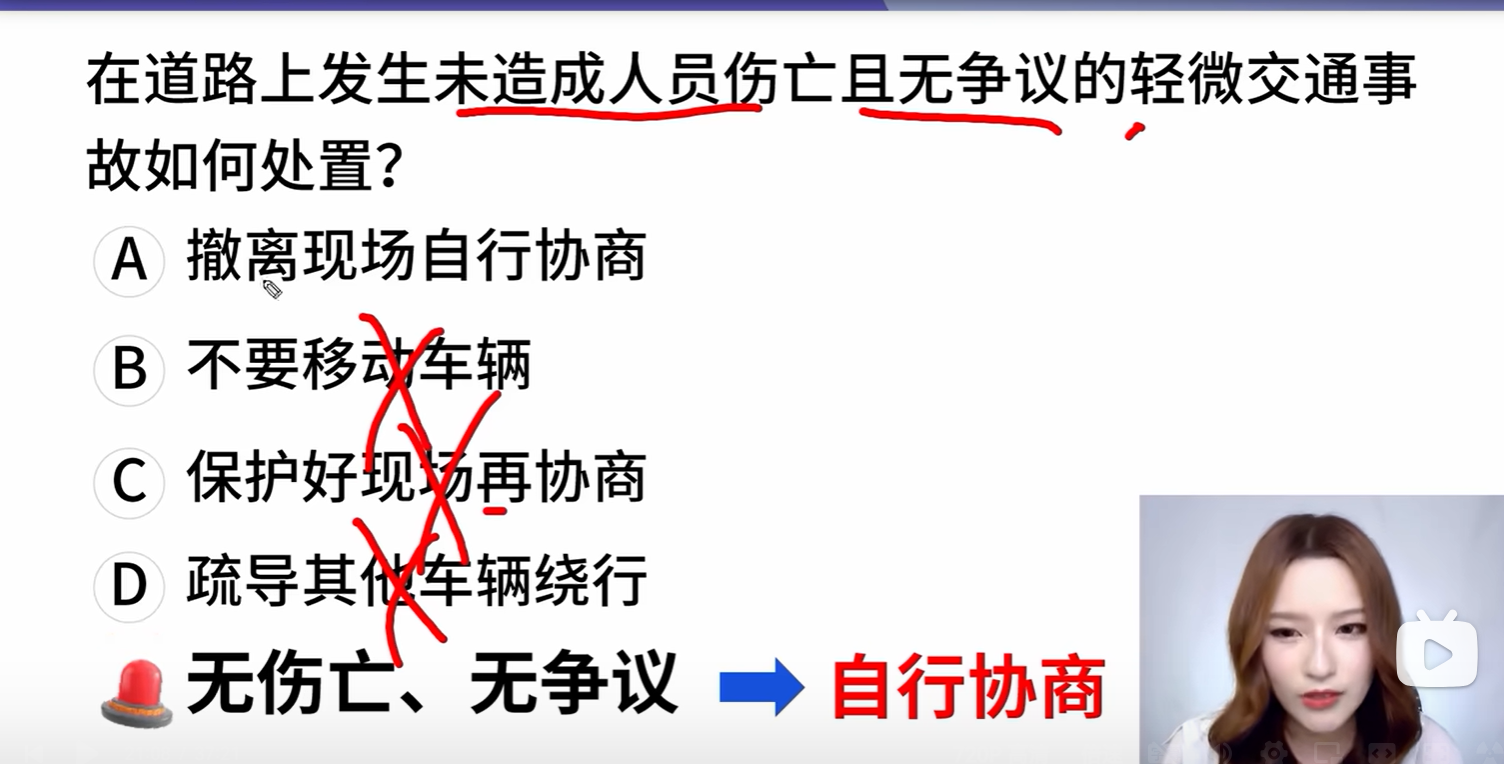 在道路上发生未造成人员伤亡且无争议的轻微交通事
故如何处置?
A 撤离现场自行协商
B 不要移动车辆
C 保护好现场再协商
D 疏导其他车辆绕行
无伤亡、无争议 自行协商